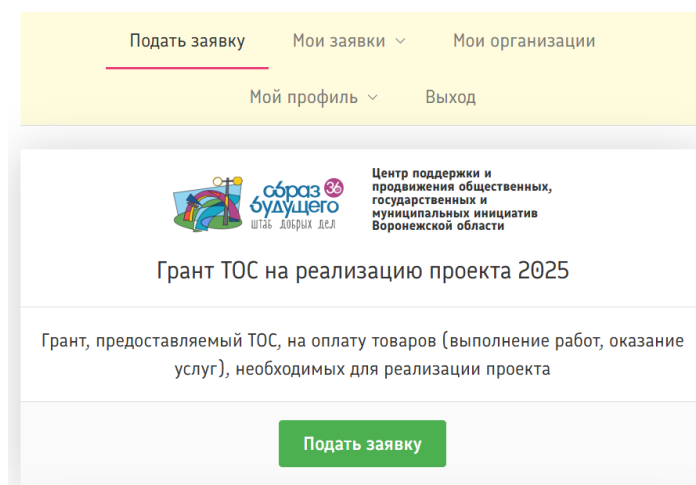 Подать заявку Мои заявки Мои организации
Мой профиль Выход
образ 36
будущего
штаб добрых дел
Центр поддержки и
продвижения общественных,
государственных и
муниципальных инициатив
Воронежской области
Грант ТОС на реализацию проекта 2025
Грант, предоставляемый ТОС, на оплату товаров (выполнение работ, оказание
услуг), необходимых для реализации проекта
Подать заявку